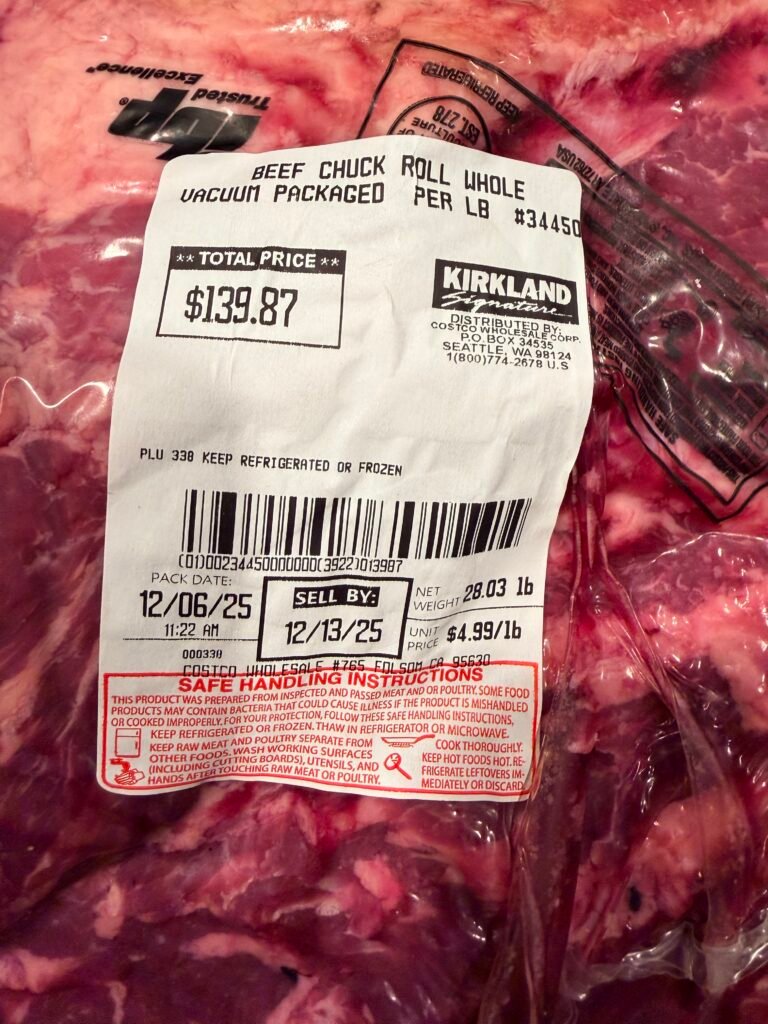 ibp
Trusted
Excellence®
KEEP REFRIGERATED
EST. 278
BEEF CHUCK ROLL WHOLE
VACUUM PACKAGED PER LB #34450
** TOTAL PRICE **
$139.87
KIRKLAND
Signature
DISTRIBUTED BY:
COSTCO WHOLESALE CORP.
P.O. BOX 34535
SEATTLE, WA 98124
1(800)774-2678 U.S
PLU 338 KEEP REFRIGERATED OR FROZEN
(01)00234450000000(3922)013987
PACK DATE:
12/06/25
11:22 AM
SELL BY:
12/13/25
NET WEIGHT 28.03 lb
UNIT PRICE $4.99/lb
000338
COSTCO WHOLESALE #765 FOLSOM CA 95630
SAFE HANDLING INSTRUCTIONS
THIS PRODUCT WAS PREPARED FROM INSPECTED AND PASSED MEAT AND OR POULTRY. SOME FOOD
PRODUCTS MAY CONTAIN BACTERIA THAT COULD CAUSE ILLNESS IF THE PRODUCT IS MISHANDLED
OR COOKED IMPROPERLY. FOR YOUR PROTECTION, FOLLOW THESE SAFE HANDLING INSTRUCTIONS,
KEEP REFRIGERATED OR FROZEN. THAW IN REFRIGERATOR OR MICROWAVE.
KEEP RAW MEAT AND POULTRY SEPARATE FROM
OTHER FOODS. WASH WORKING SURFACES
(INCLUDING CUTTING BOARDS), UTENSILS, AND
HANDS AFTER TOUCHING RAW MEAT OR POULTRY.
COOK THOROUGHLY.
KEEP HOT FOODS HOT. RE-
FRIGERATE LEFTOVERS IM-
MEDIATELY OR DISCARD